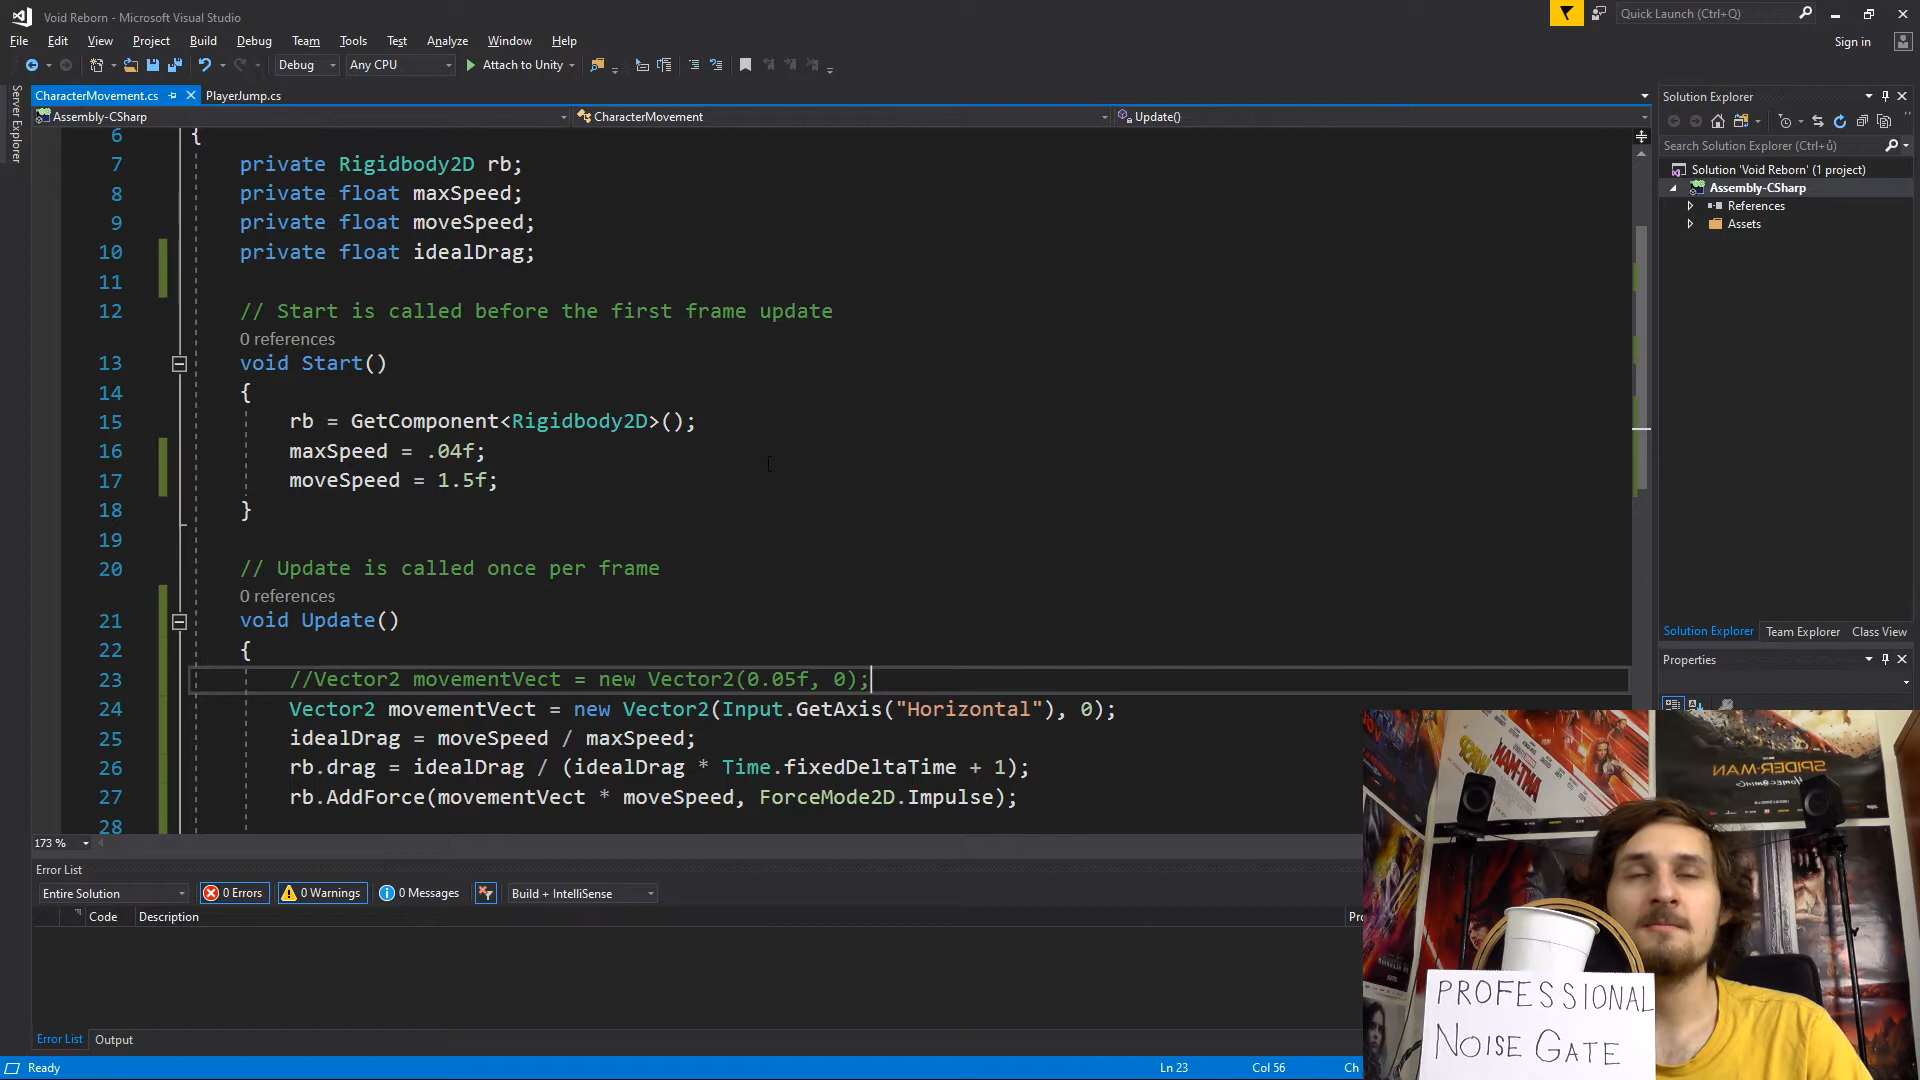 Void Reborn - Microsoft Visual Studio
Quick Launch (Ctrl+Q)
File Edit View Project Build Debug Team Tools Test Analyze Window Help
Sign in
Debug Any CPU Attach to Unity
Server Explorer
CharacterMovement.cs PlayerJump.cs
Assembly-CSharp CharacterMovement Update()
6 {
7 private Rigidbody2D rb;
8 private float maxSpeed;
9 private float moveSpeed;
10 private float idealDrag;
11
12 // Start is called before the first frame update
0 references
13 void Start()
14 {
15 rb = GetComponent<Rigidbody2D>();
16 maxSpeed = .04f;
17 moveSpeed = 1.5f;
18 }
19
20 // Update is called once per frame
0 references
21 void Update()
22 {
23 //Vector2 movementVect = new Vector2(0.05f, 0);
24 Vector2 movementVect = new Vector2(Input.GetAxis("Horizontal"), 0);
25 idealDrag = moveSpeed / maxSpeed;
26 rb.drag = idealDrag / (idealDrag * Time.fixedDeltaTime + 1);
27 rb.AddForce(movementVect * moveSpeed, ForceMode2D.Impulse);
28
173 %
Solution Explorer
Search Solution Explorer (Ctrl+ů)
Solution 'Void Reborn' (1 project)
Assembly-CSharp
References
Assets
Solution Explorer Team Explorer Class View
Properties
Error List
Entire Solution 0 Errors 0 Warnings 0 Messages Build + IntelliSense
Code Description
Error List Output
Ready Ln 23 Col 56 Ch
SPIDER-MAN
HOMECOMING
ANT-MAN
PROFESSIONAL
NOISE GATE